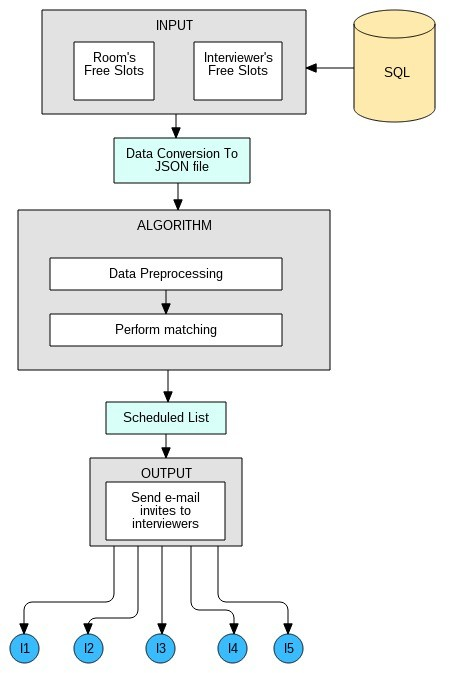 INPUT
Room's
Free Slots
Interviewer's
Free Slots
SQL
Data Conversion To
JSON file
ALGORITHM
Data Preprocessing
Perform matching
Scheduled List
OUTPUT
Send e-mail
invites to
interviewers
I1
I2
I3
I4
I5